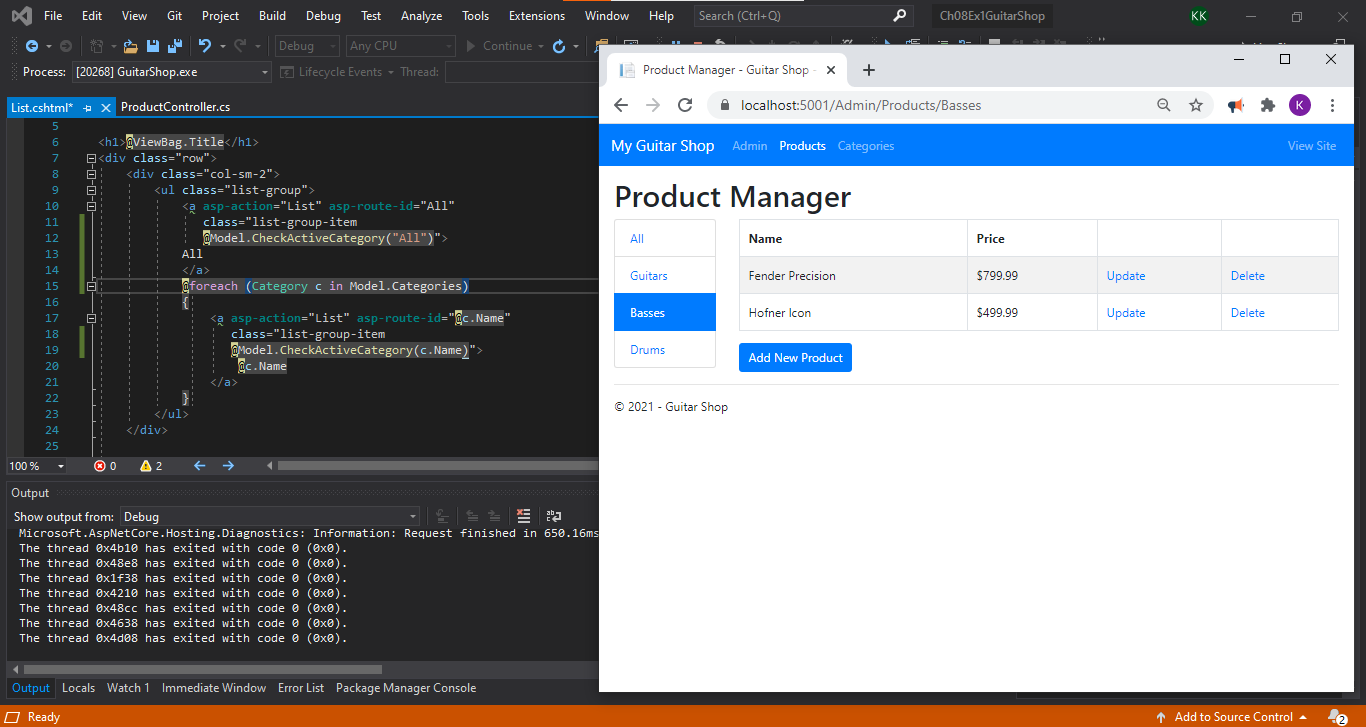 File Edit View Git Project Build Debug Test Analyze Tools Extensions Window Help Search (Ctrl+Q) Ch08Ex1GuitarShop KK
Debug Any CPU Continue
Process: [20268] GuitarShop.exe Lifecycle Events Thread:
List.cshtml* ProductController.cs
5
6 <h1>@ViewBag.Title</h1>
7 <div class="row">
8 <div class="col-sm-2">
9 <ul class="list-group">
10 <a asp-action="List" asp-route-id="All"
11 class="list-group-item
12 @Model.CheckActiveCategory("All")">
13 All
14 </a>
15 @foreach (Category c in Model.Categories)
16 {
17 <a asp-action="List" asp-route-id="@c.Name"
18 class="list-group-item
19 @Model.CheckActiveCategory(c.Name)">
20 @c.Name
21 </a>
22 }
23 </ul>
24 </div>
25
100 % 0 2
Output
Show output from: Debug
Microsoft.AspNetCore.Hosting.Diagnostics: Information: Request finished in 650.16ms
The thread 0x4b10 has exited with code 0 (0x0).
The thread 0x48e8 has exited with code 0 (0x0).
The thread 0x1f38 has exited with code 0 (0x0).
The thread 0x4210 has exited with code 0 (0x0).
The thread 0x48cc has exited with code 0 (0x0).
The thread 0x4638 has exited with code 0 (0x0).
The thread 0x4d08 has exited with code 0 (0x0).
Output Locals Watch 1 Immediate Window Error List Package Manager Console
Ready Add to Source Control 2
Product Manager - Guitar Shop -
localhost:5001/Admin/Products/Basses K
My Guitar Shop Admin Products Categories View Site
Product Manager
All
Guitars
Basses
Drums
Name Price
Fender Precision $799.99 Update Delete
Hofner Icon $499.99 Update Delete
Add New Product
© 2021 - Guitar Shop